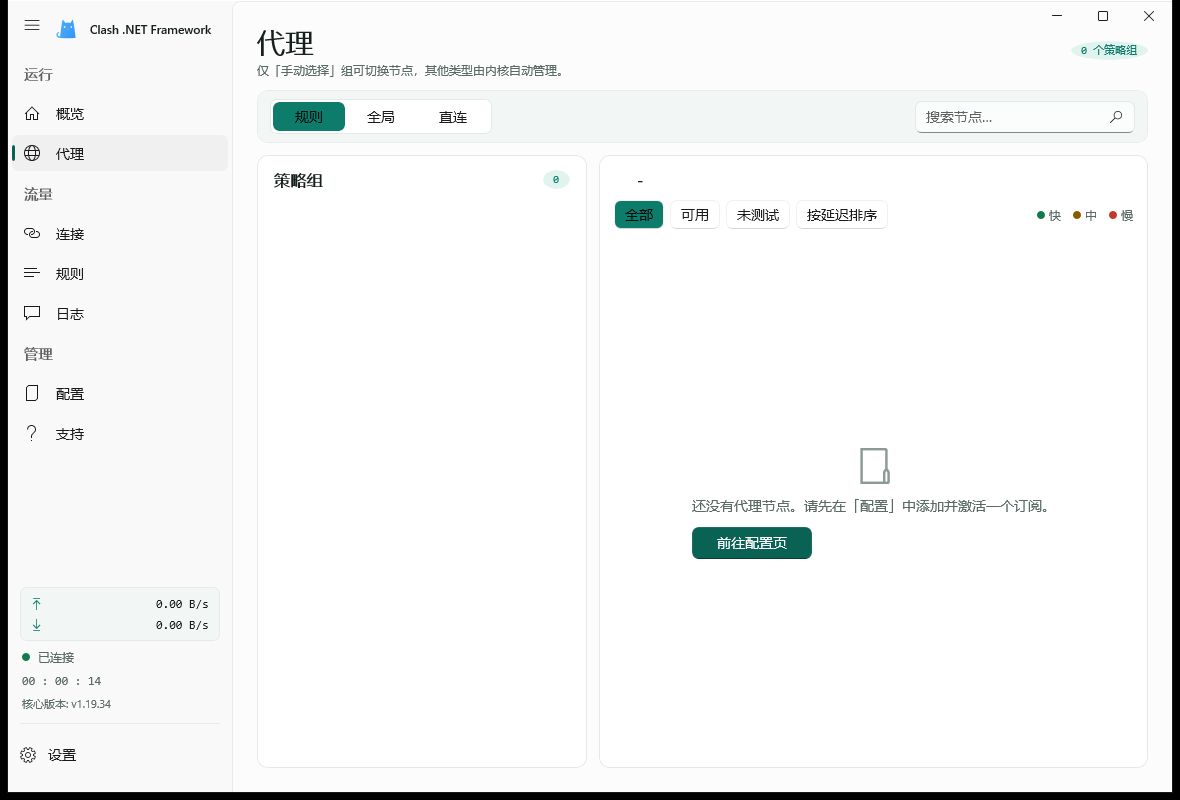 Clash .NET Framework
运行
概览
代理
流量
连接
规则
日志
管理
配置
支持
0.00 B/s
0.00 B/s
已连接
00 : 00 : 14
核心版本: v1.19.34
设置
代理
仅「手动选择」组可切换节点，其他类型由内核自动管理。
0 个策略组
规则 全局 直连
搜索节点...
策略组 0
-
全部 可用 未测试 按延迟排序 快 中 慢
还没有代理节点。请先在「配置」中添加并激活一个订阅。
前往配置页